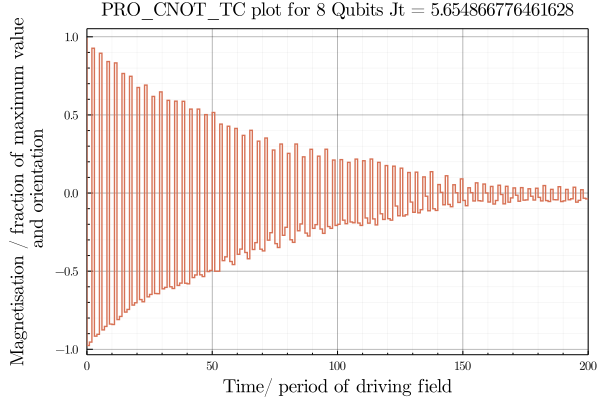 PRO_CNOT_TC plot for 8 Qubits Jt = 5.654866776461628
Magnetisation / fraction of maximum value
and orientation
1.0
0.5
0.0
−0.5
−1.0
0 50 100 150 200
Time/ period of driving field